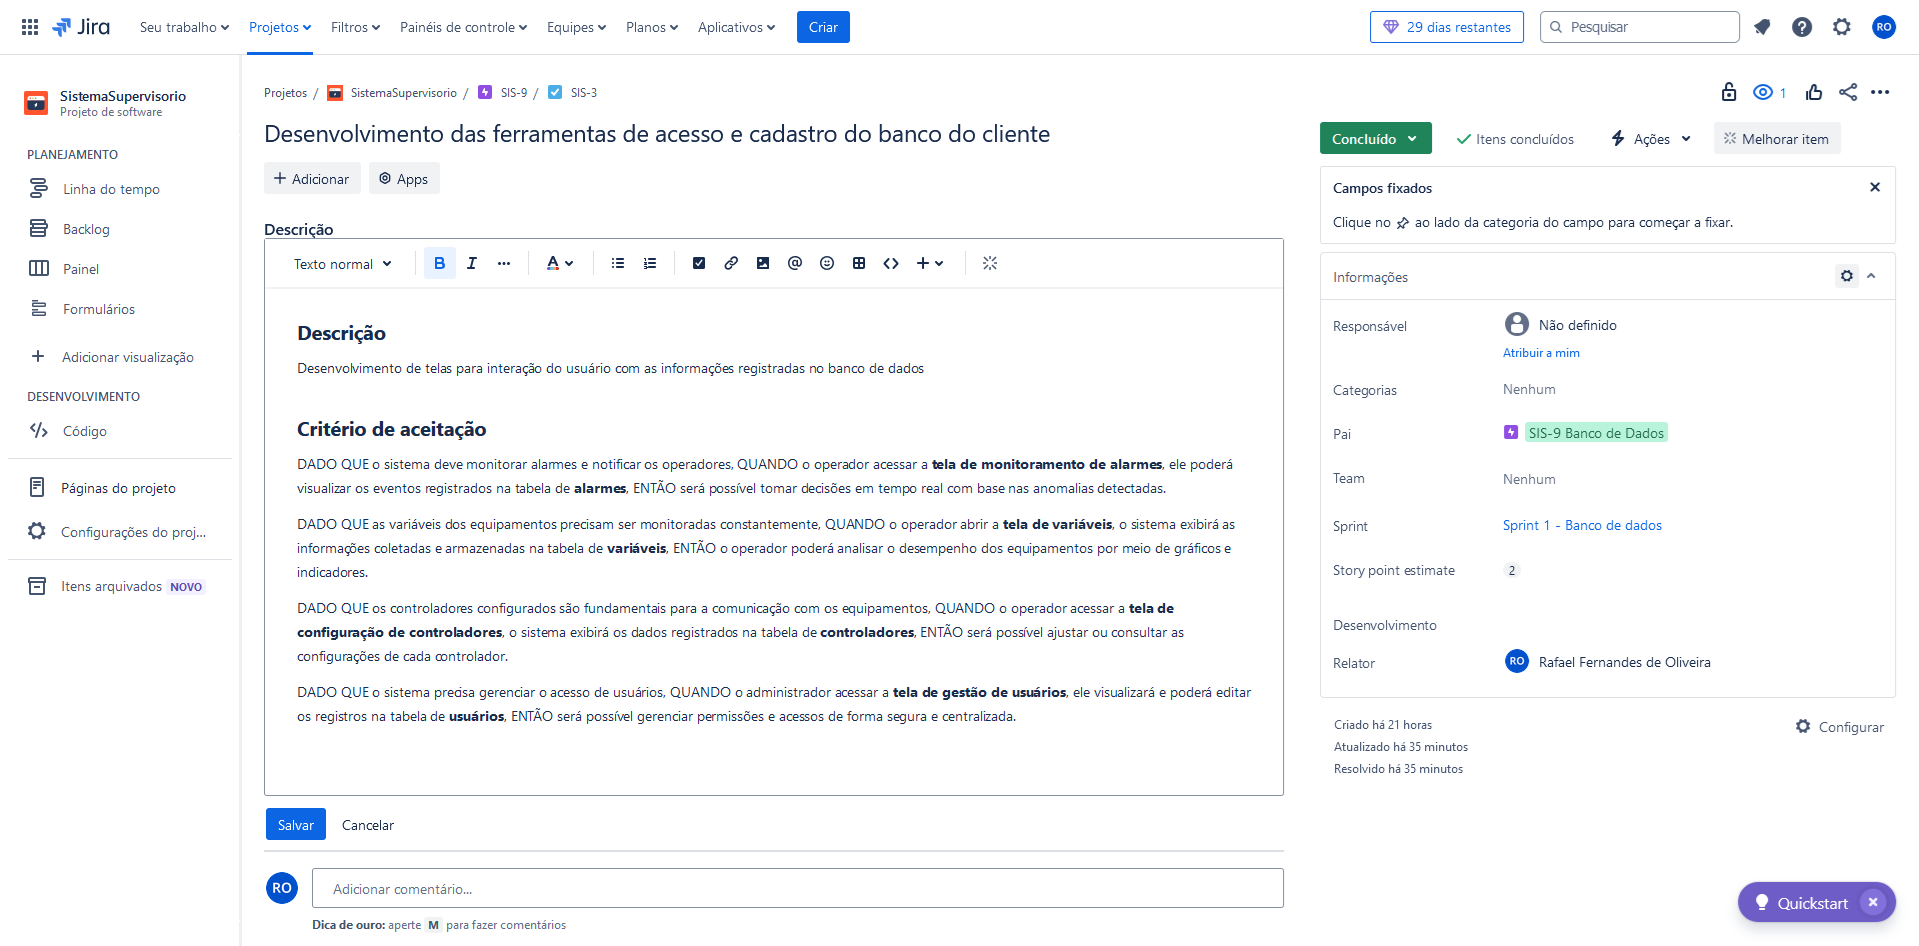 Jira
Seu trabalho
Projetos
Filtros
Painéis de controle
Equipes
Planos
Aplicativos
Criar
29 dias restantes
Pesquisar
RO
SistemaSupervisorio
Projeto de software
PLANEJAMENTO
Linha do tempo
Backlog
Painel
Formulários
Adicionar visualização
DESENVOLVIMENTO
Código
Páginas do projeto
Configurações do proj...
Itens arquivados NOVO
Projetos / SistemaSupervisorio / SIS-9 / SIS-3
1
Desenvolvimento das ferramentas de acesso e cadastro do banco do cliente
Adicionar
Apps
Descrição
Texto normal
B
I
A
Descrição
Desenvolvimento de telas para interação do usuário com as informações registradas no banco de dados
Critério de aceitação
DADO QUE o sistema deve monitorar alarmes e notificar os operadores, QUANDO o operador acessar a tela de monitoramento de alarmes, ele poderá
visualizar os eventos registrados na tabela de alarmes, ENTÃO será possível tomar decisões em tempo real com base nas anomalias detectadas.
DADO QUE as variáveis dos equipamentos precisam ser monitoradas constantemente, QUANDO o operador abrir a tela de variáveis, o sistema exibirá as
informações coletadas e armazenadas na tabela de variáveis, ENTÃO o operador poderá analisar o desempenho dos equipamentos por meio de gráficos e
indicadores.
DADO QUE os controladores configurados são fundamentais para a comunicação com os equipamentos, QUANDO o operador acessar a tela de
configuração de controladores, o sistema exibirá os dados registrados na tabela de controladores, ENTÃO será possível ajustar ou consultar as
configurações de cada controlador.
DADO QUE o sistema precisa gerenciar o acesso de usuários, QUANDO o administrador acessar a tela de gestão de usuários, ele visualizará e poderá editar
os registros na tabela de usuários, ENTÃO será possível gerenciar permissões e acessos de forma segura e centralizada.
Salvar
Cancelar
RO
Adicionar comentário...
Dica de ouro: aperte M para fazer comentários
Concluído
Itens concluídos
Ações
Melhorar item
Campos fixados
Clique no ao lado da categoria do campo para começar a fixar.
Informações
Responsável
Não definido
Atribuir a mim
Categorias
Nenhum
Pai
SIS-9 Banco de Dados
Team
Nenhum
Sprint
Sprint 1 - Banco de dados
Story point estimate
2
Desenvolvimento
Relator
RO Rafael Fernandes de Oliveira
Criado há 21 horas
Atualizado há 35 minutos
Resolvido há 35 minutos
Configurar
Quickstart